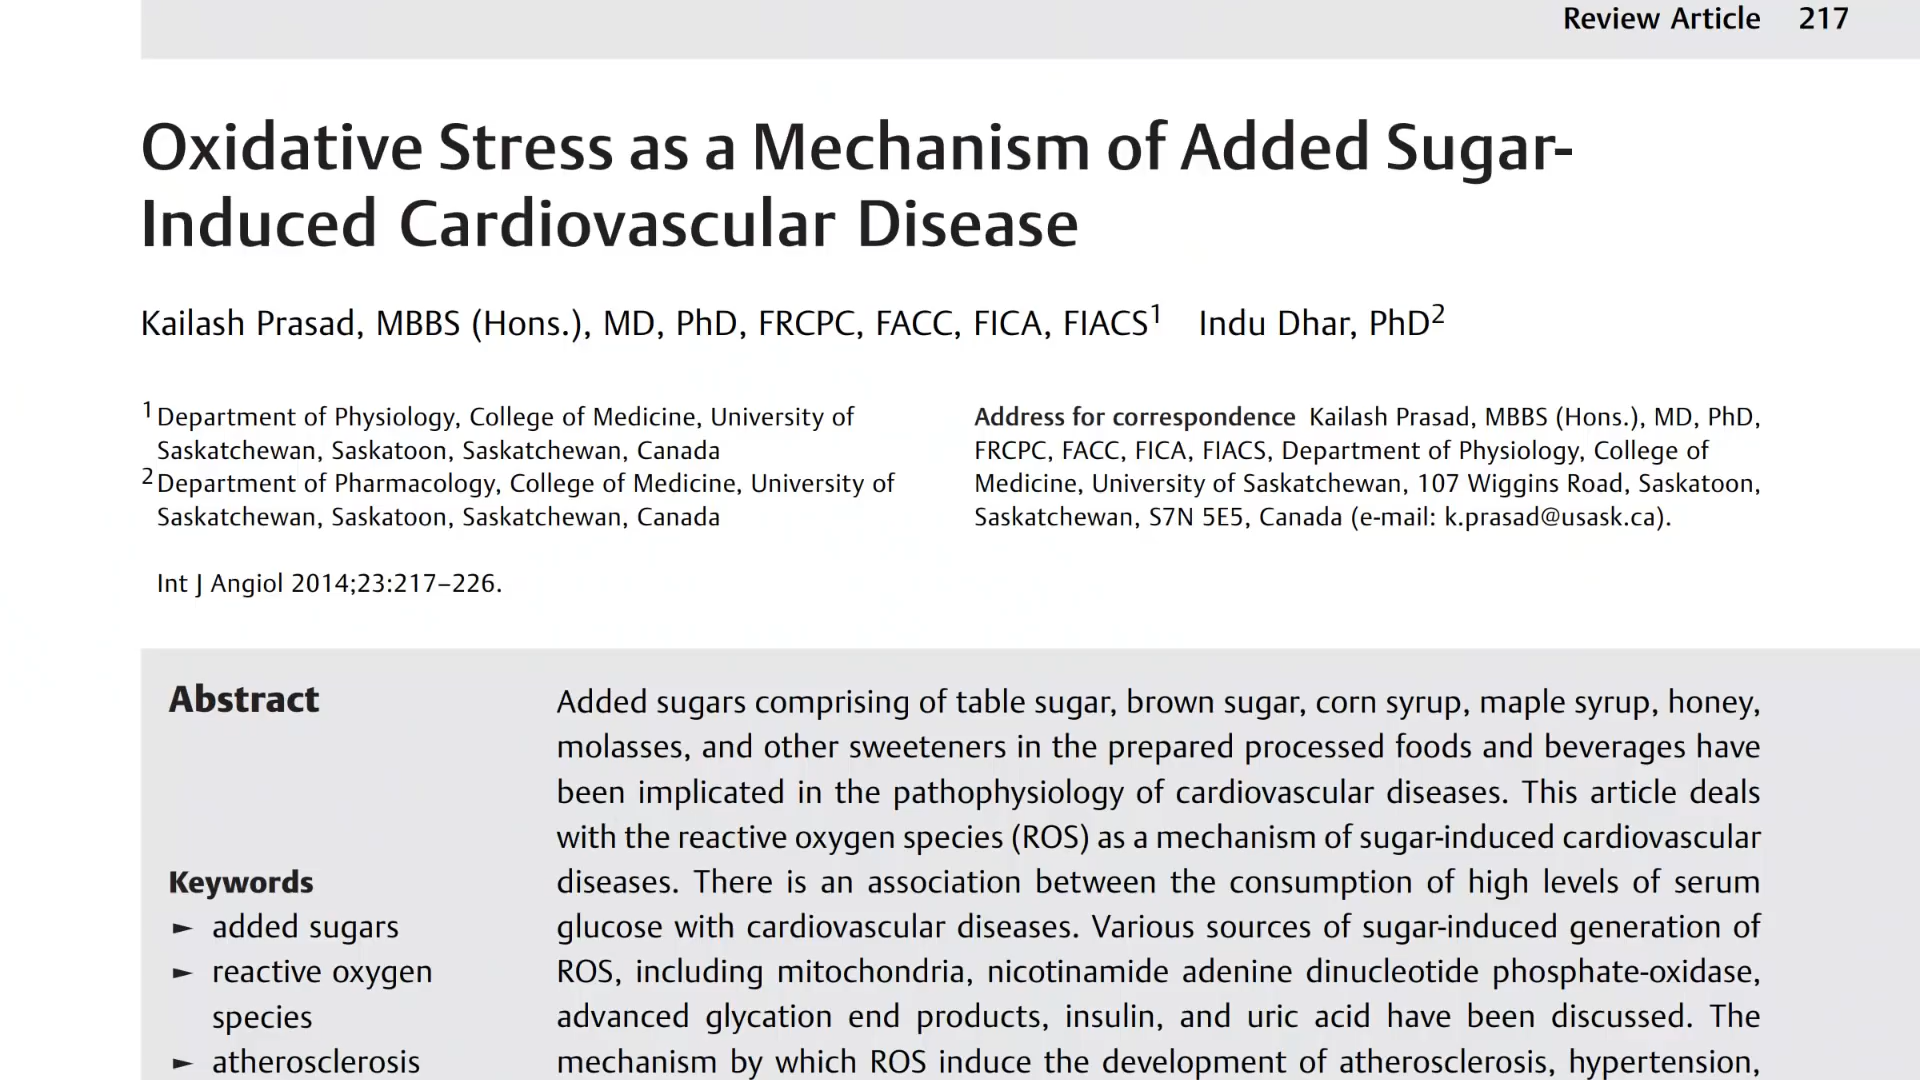 Review Article 217
Oxidative Stress as a Mechanism of Added Sugar-
Induced Cardiovascular Disease
Kailash Prasad, MBBS (Hons.), MD, PhD, FRCPC, FACC, FICA, FIACS1 Indu Dhar, PhD2
1 Department of Physiology, College of Medicine, University of
Saskatchewan, Saskatoon, Saskatchewan, Canada
2 Department of Pharmacology, College of Medicine, University of
Saskatchewan, Saskatoon, Saskatchewan, Canada
Address for correspondence Kailash Prasad, MBBS (Hons.), MD, PhD,
FRCPC, FACC, FICA, FIACS, Department of Physiology, College of
Medicine, University of Saskatchewan, 107 Wiggins Road, Saskatoon,
Saskatchewan, S7N 5E5, Canada (e-mail: k.prasad@usask.ca).
Int J Angiol 2014;23:217–226.
Abstract
Added sugars comprising of table sugar, brown sugar, corn syrup, maple syrup, honey,
molasses, and other sweeteners in the prepared processed foods and beverages have
been implicated in the pathophysiology of cardiovascular diseases. This article deals
with the reactive oxygen species (ROS) as a mechanism of sugar-induced cardiovascular
diseases. There is an association between the consumption of high levels of serum
glucose with cardiovascular diseases. Various sources of sugar-induced generation of
ROS, including mitochondria, nicotinamide adenine dinucleotide phosphate-oxidase,
advanced glycation end products, insulin, and uric acid have been discussed. The
mechanism by which ROS induce the development of atherosclerosis, hypertension,
Keywords
► added sugars
► reactive oxygen
species
► atherosclerosis